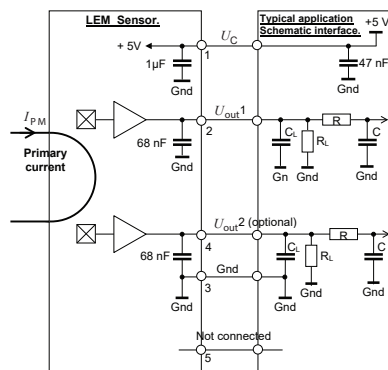 LEM Sensor.
Typical application
Schematic interface.
+5 V
+ 5V
U_C
1
1µF
47 nF
Gnd
Gnd
I_PM
U_out1
2
Primary
current
68 nF
C_L
R_L
R
C
Gnd
Gn
Gnd
Gnd
U_out2 (optional)
4
68 nF
C_L
R_L
R
C
Gnd
3
Gnd
Gnd
Gnd
Gnd
Not connected
5